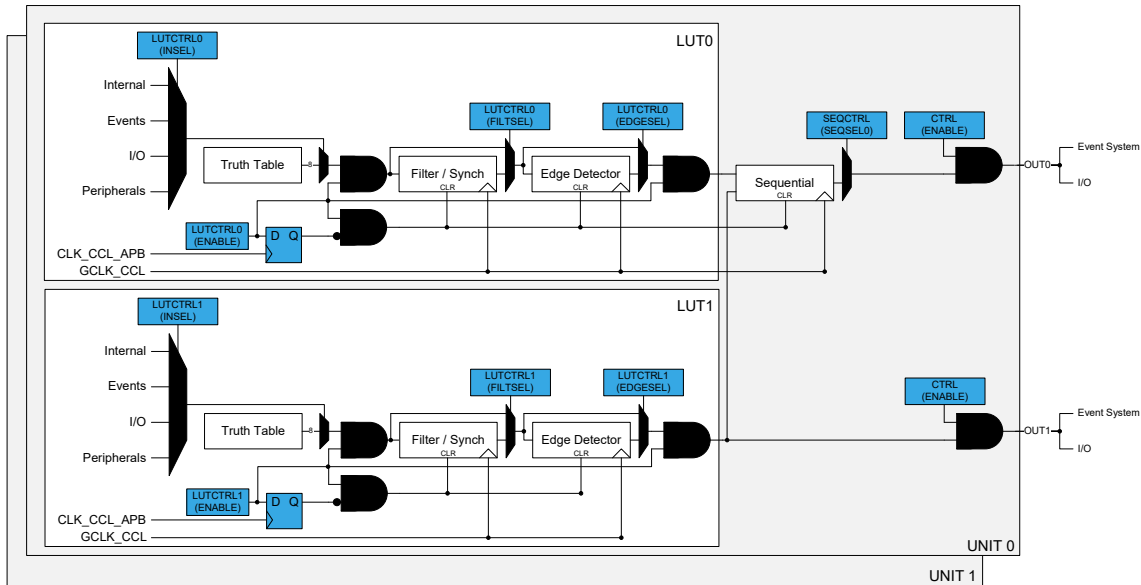 LUTCTRL0
(INSEL)
LUT0
Internal
Events
I/O
Peripherals
Truth Table
8
LUTCTRL0
(FILTSEL)
LUTCTRL0
(EDGESEL)
Filter / Synch
CLR
Edge Detector
CLR
SEQCTRL
(SEQSEL0)
Sequential
CLR
CTRL
(ENABLE)
OUT0
Event System
I/O
LUTCTRL0
(ENABLE)
D Q
CLK_CCL_APB
GCLK_CCL
LUTCTRL1
(INSEL)
LUT1
Internal
Events
I/O
Peripherals
Truth Table
8
LUTCTRL1
(FILTSEL)
LUTCTRL1
(EDGESEL)
Filter / Synch
CLR
Edge Detector
CLR
CTRL
(ENABLE)
OUT1
Event System
I/O
LUTCTRL1
(ENABLE)
D Q
CLK_CCL_APB
GCLK_CCL
UNIT 0
UNIT 1